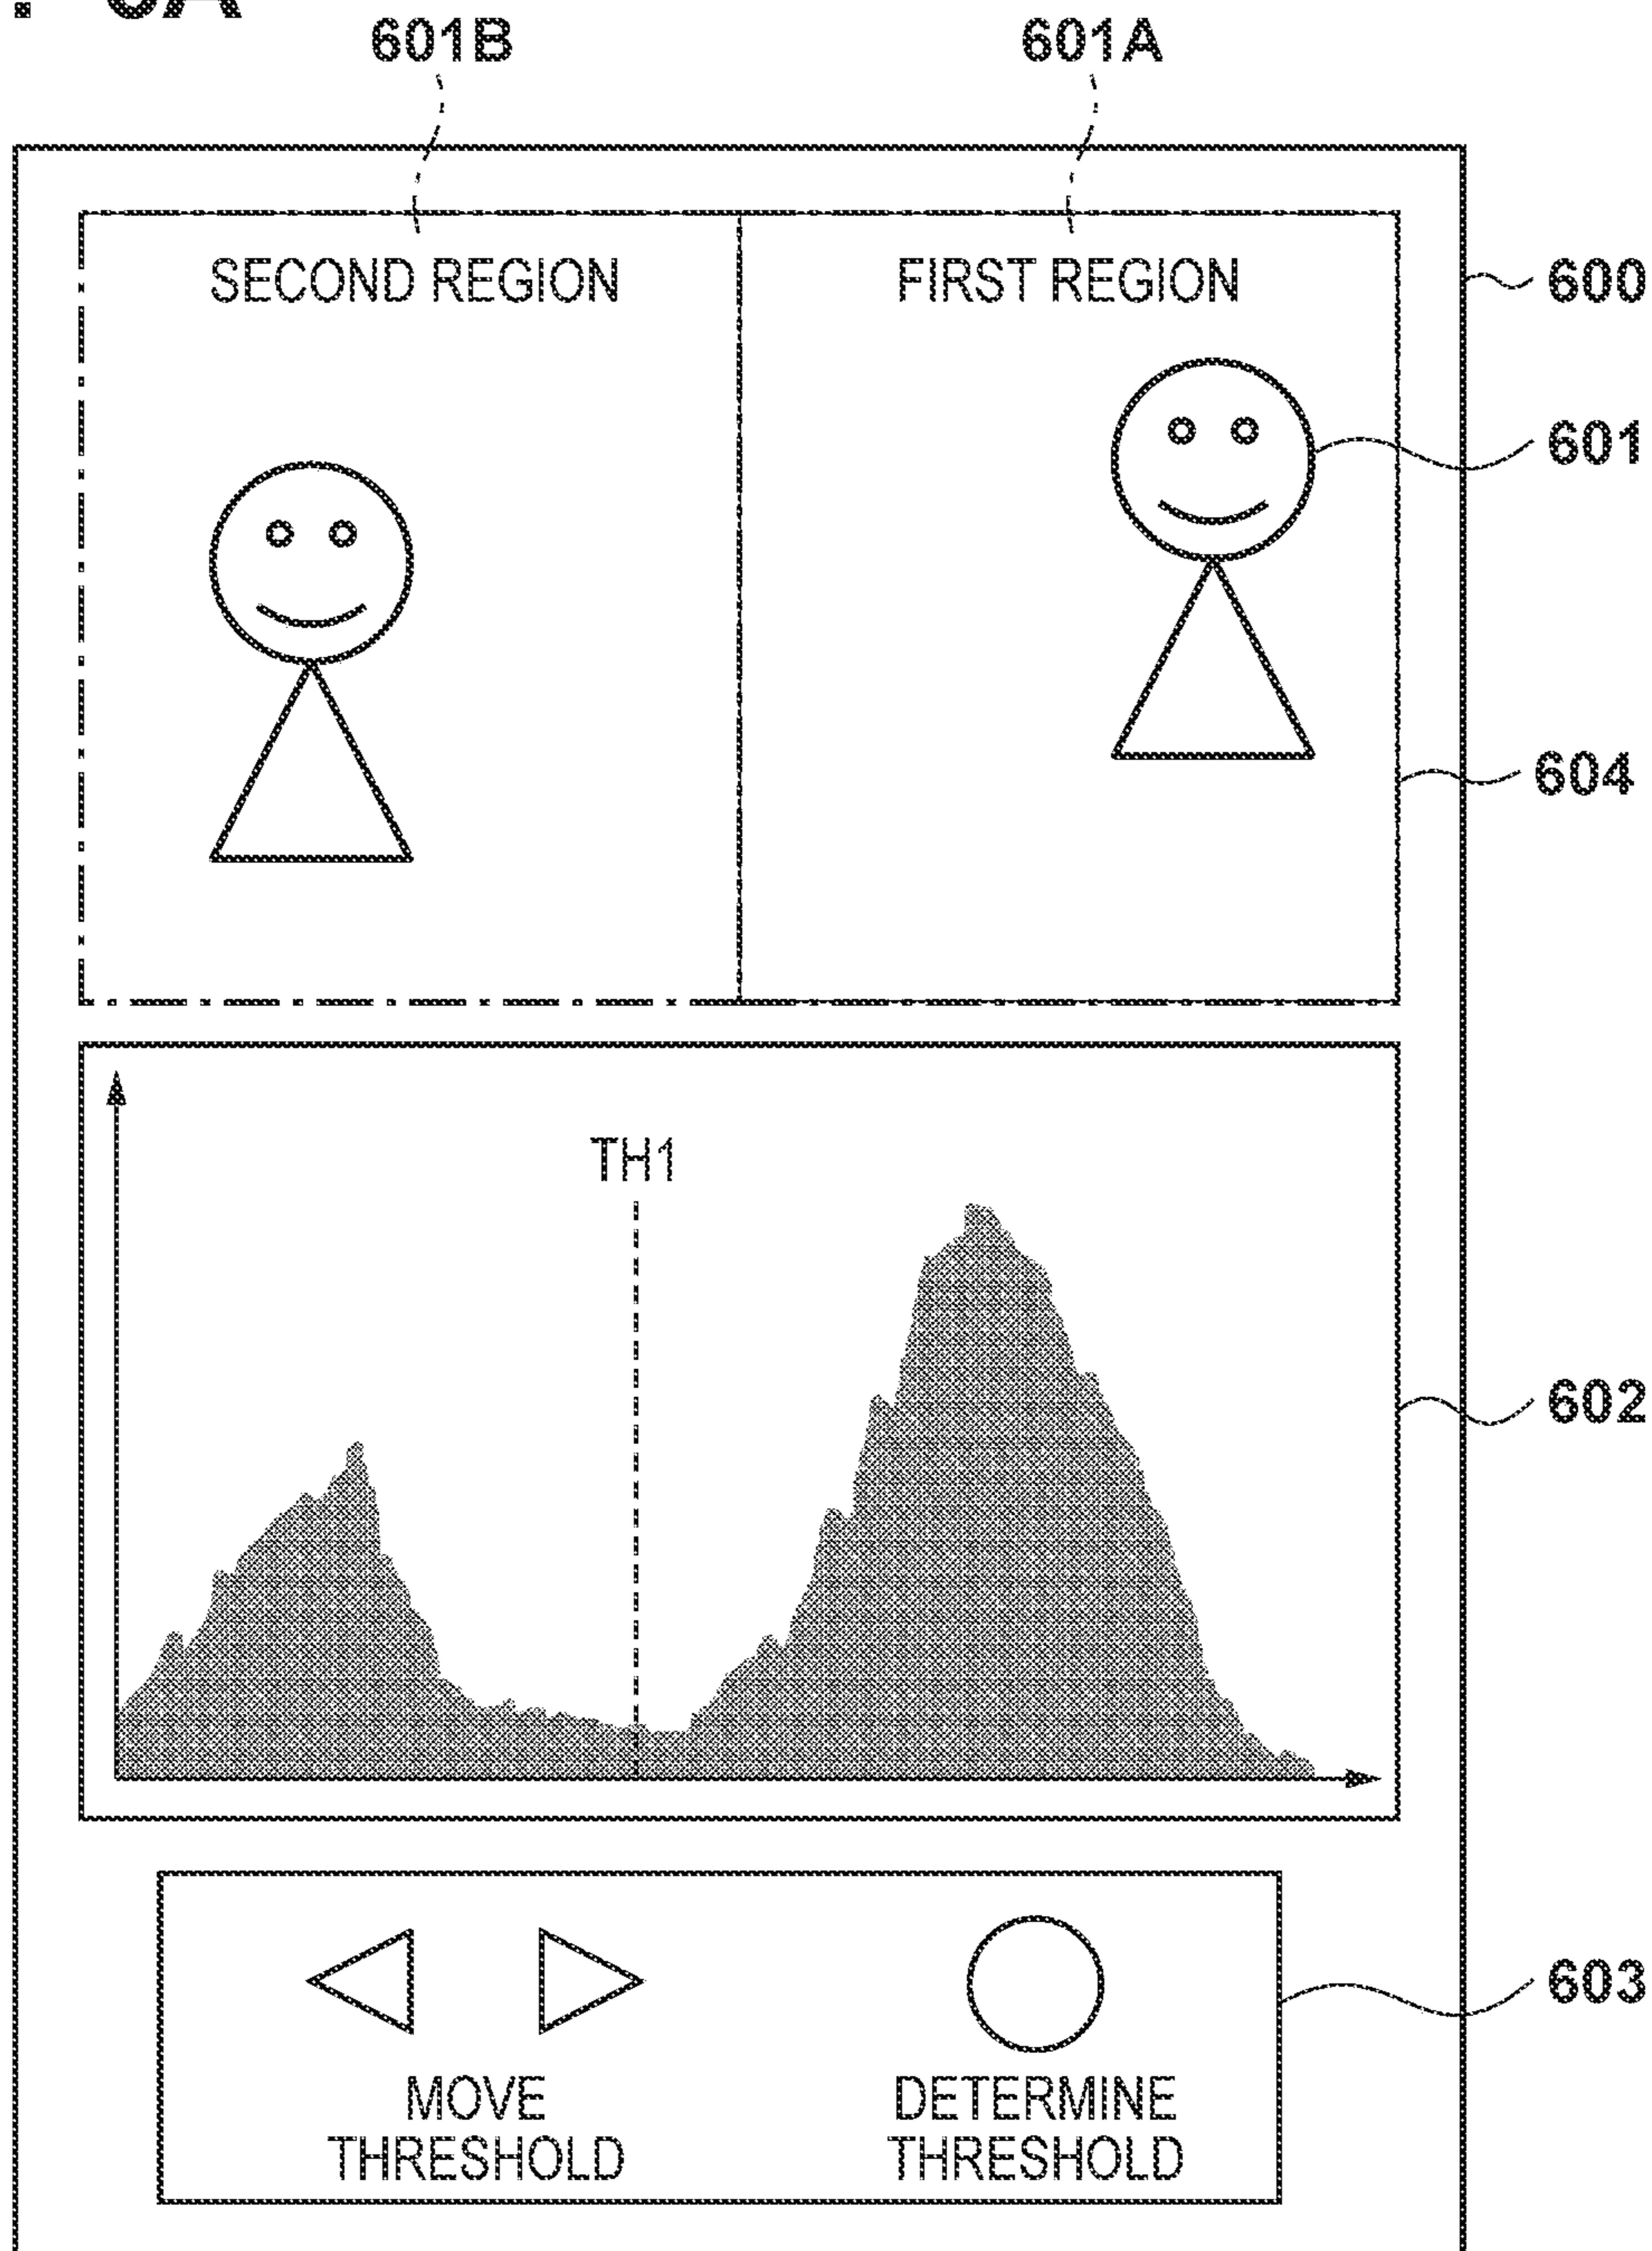 601B
601A
SECOND REGION
FIRST REGION
600
601
604
TH1
602
603
MOVE
THRESHOLD
DETERMINE
THRESHOLD